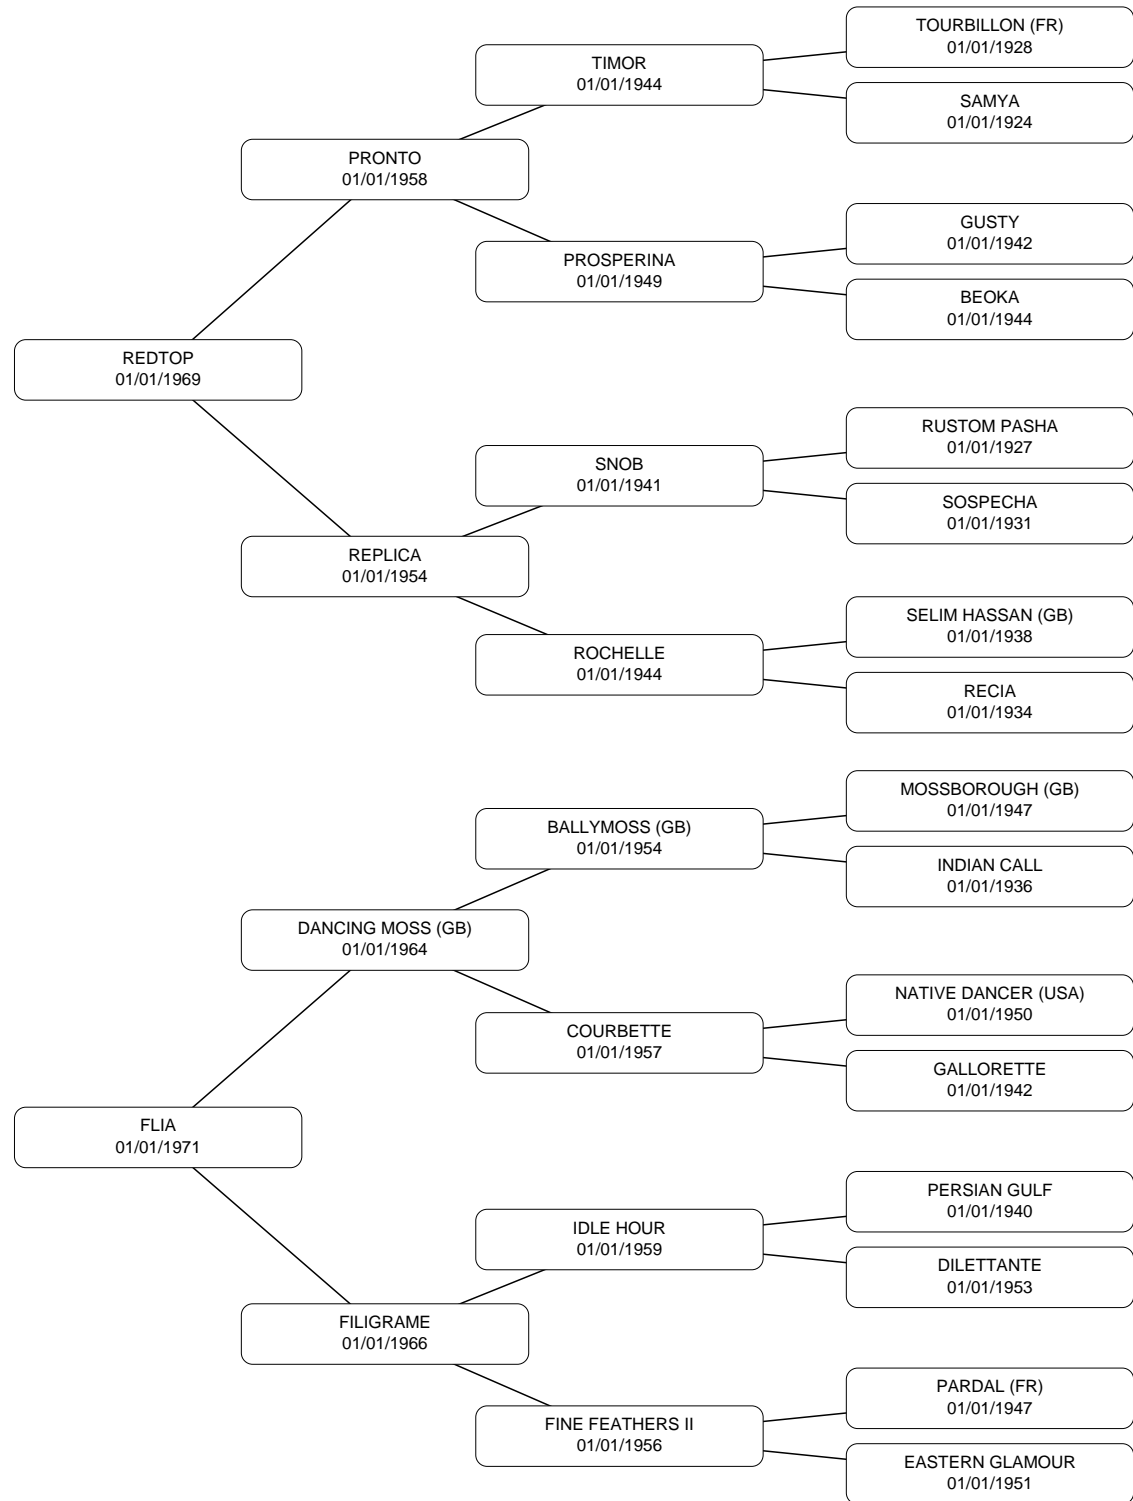 TOURBILLON (FR)
01/01/1928
TIMOR
01/01/1944
SAMYA
01/01/1924
PRONTO
01/01/1958
GUSTY
01/01/1942
PROSPERINA
01/01/1949
BEOKA
01/01/1944
REDTOP
01/01/1969
RUSTOM PASHA
01/01/1927
SNOB
01/01/1941
SOSPECHA
01/01/1931
REPLICA
01/01/1954
SELIM HASSAN (GB)
01/01/1938
ROCHELLE
01/01/1944
RECIA
01/01/1934
MOSSBOROUGH (GB)
01/01/1947
BALLYMOSS (GB)
01/01/1954
INDIAN CALL
01/01/1936
DANCING MOSS (GB)
01/01/1964
NATIVE DANCER (USA)
01/01/1950
COURBETTE
01/01/1957
GALLORETTE
01/01/1942
FLIA
01/01/1971
PERSIAN GULF
01/01/1940
IDLE HOUR
01/01/1959
DILETTANTE
01/01/1953
FILIGRAME
01/01/1966
PARDAL (FR)
01/01/1947
FINE FEATHERS II
01/01/1956
EASTERN GLAMOUR
01/01/1951